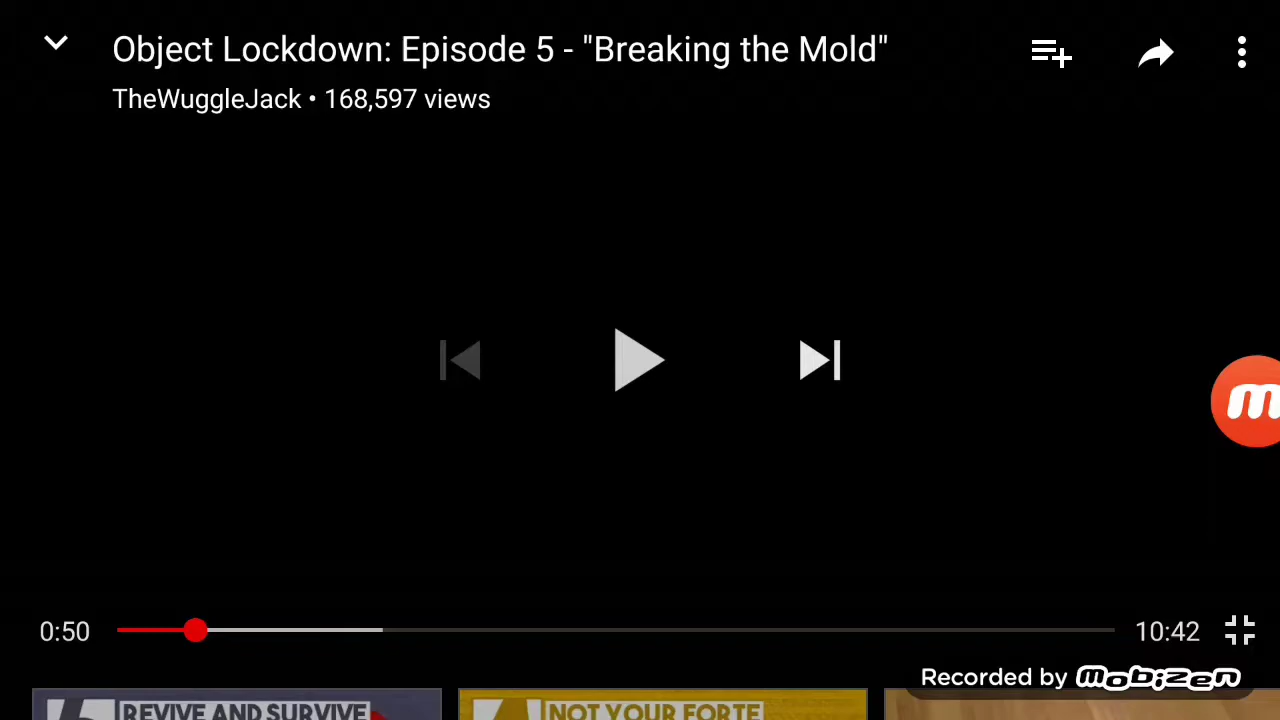 Object Lockdown: Episode 5 - "Breaking the Mold"
TheWuggleJack • 168,597 views
m
0:50
10:42
Recorded by mobizen
REVIVE AND SURVIVE
NOT YOUR FORTE